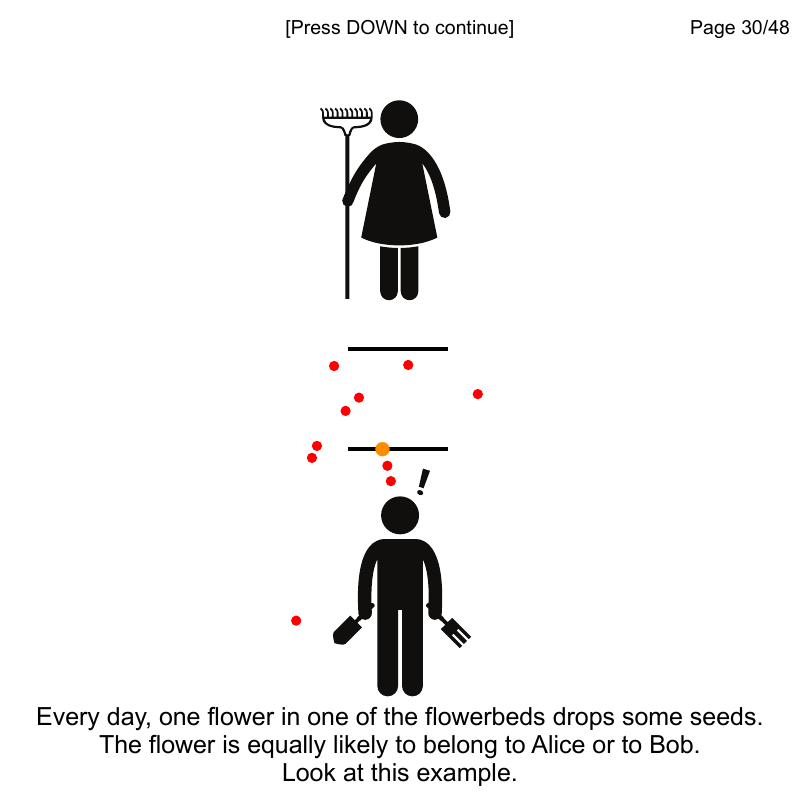 [Press DOWN to continue]
Page 30/48
!
Every day, one flower in one of the flowerbeds drops some seeds.
The flower is equally likely to belong to Alice or to Bob.
Look at this example.